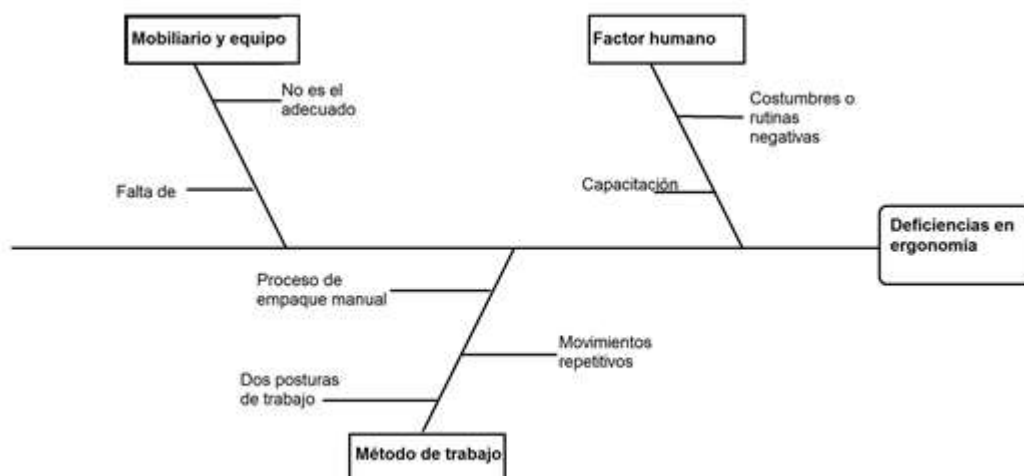 Mobiliario y equipo
Factor humano
No es el
adecuado
Costumbres o
rutinas
negativas
Falta de
Capacitación
Deficiencias en
ergonomía
Proceso de
empaque manual
Movimientos
repetitivos
Dos posturas
de trabajo
Método de trabajo